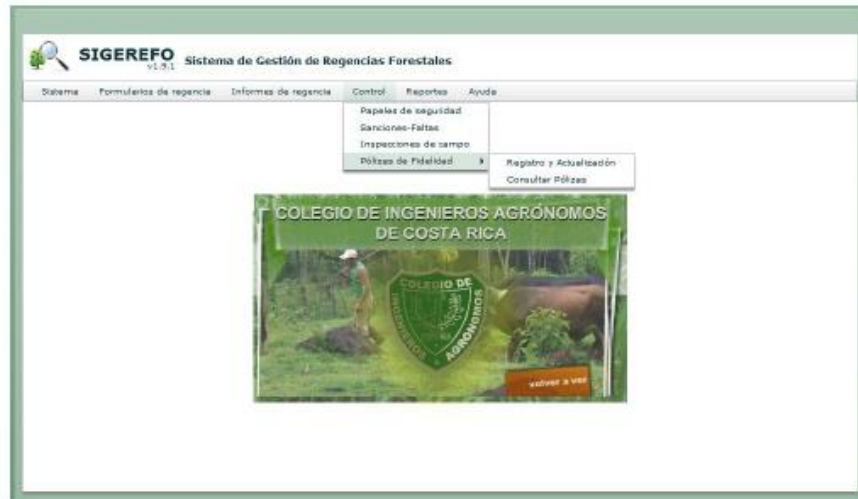 SIGEREFO Sistema de Gestión de Regencias Forestales
v1.9.1
Sistema Formularios de regencia Informes de regencia Control Reportes Ayuda
Papeles de seguridad
Sanciones-Faltas
Inspecciones de campo
Pólizas de Fidelidad
Registro y Actualización
Consultar Pólizas
COLEGIO DE INGENIEROS AGRÓNOMOS
DE COSTA RICA
COLEGIO DE
INGENIEROS
AGRONOMOS
volver a ver